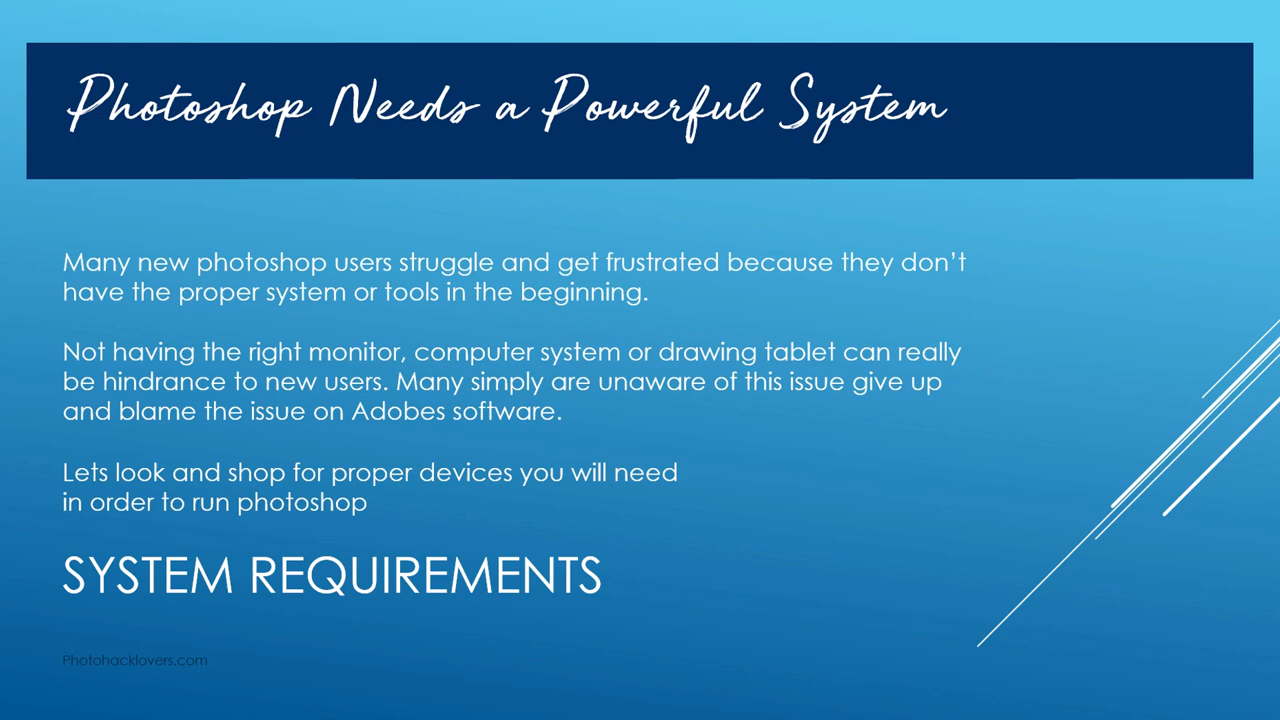 Photoshop Needs a Powerful System
Many new photoshop users struggle and get frustrated because they don’t
have the proper system or tools in the beginning.
Not having the right monitor, computer system or drawing tablet can really
be hindrance to new users. Many simply are unaware of this issue give up
and blame the issue on Adobes software.
Lets look and shop for proper devices you will need
in order to run photoshop
SYSTEM REQUIREMENTS
Photohacklovers.com